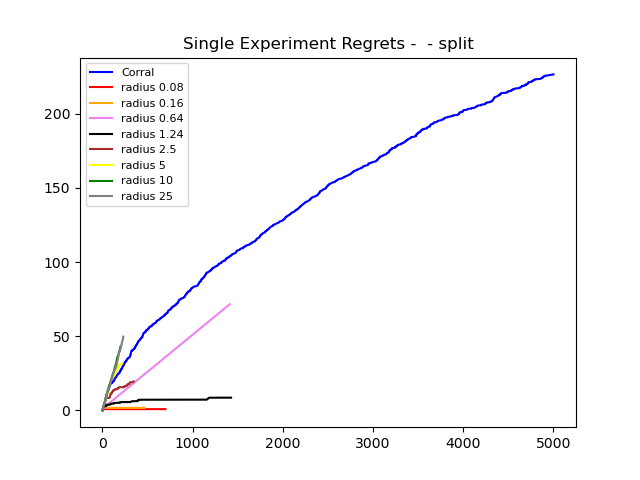 Single Experiment Regrets -  - split
Corral
radius 0.08
radius 0.16
radius 0.64
radius 1.24
radius 2.5
radius 5
radius 10
radius 25
200
150
100
50
0
0 1000 2000 3000 4000 5000